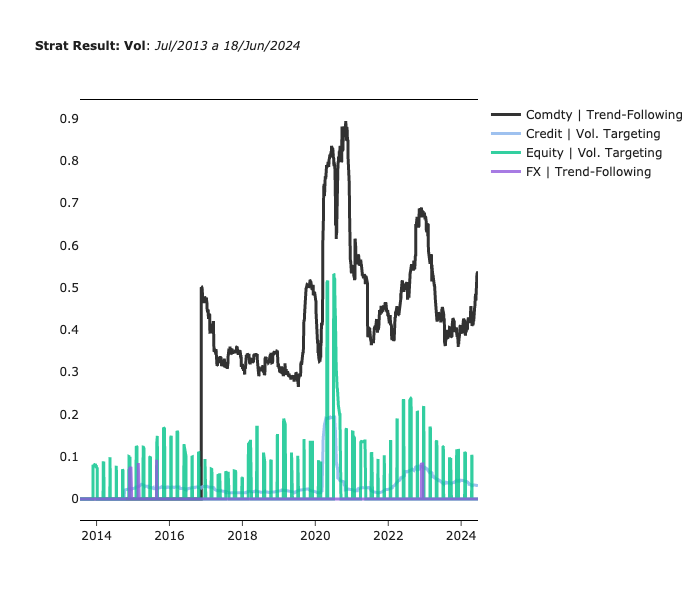 Strat Result: Vol: Jul/2013 a 18/Jun/2024
0.9
0.8
0.7
0.6
0.5
0.4
0.3
0.2
0.1
0
2014 2016 2018 2020 2022 2024
Comdty | Trend-Following
Credit | Vol. Targeting
Equity | Vol. Targeting
FX | Trend-Following